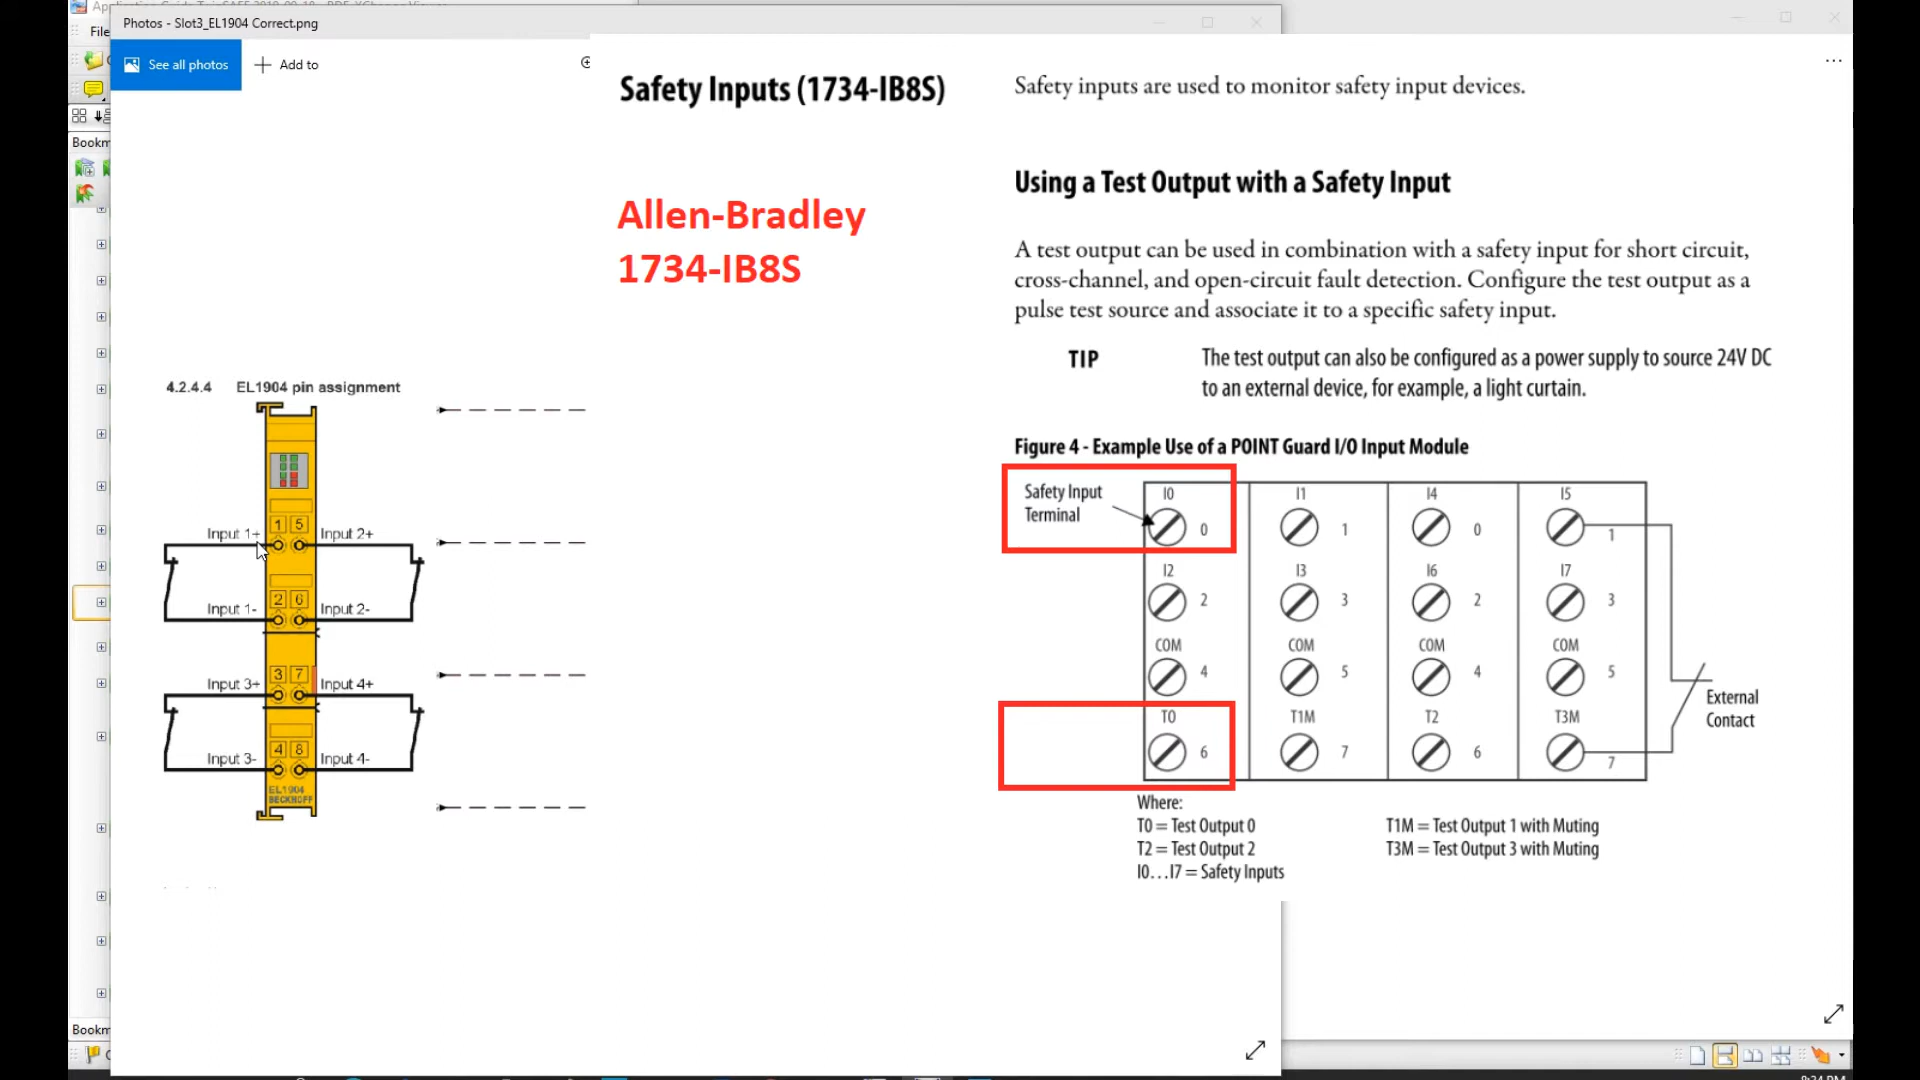 Photos - Slot3_EL1904 Correct.png
File
See all photos
Add to
Bookm
4.2.4.4 EL1904 pin assignment
1 5
Input 1+ Input 2+
2 6
Input 1- Input 2-
3 7
Input 3+ Input 4+
4 8
Input 3- Input 4-
EL1904
BECKHOFF
Bookm
Safety Inputs (1734-IB8S)
Allen-Bradley
1734-IB8S
Safety inputs are used to monitor safety input devices.
Using a Test Output with a Safety Input
A test output can be used in combination with a safety input for short circuit,
cross-channel, and open-circuit fault detection. Configure the test output as a
pulse test source and associate it to a specific safety input.
TIP The test output can also be configured as a power supply to source 24V DC
to an external device, for example, a light curtain.
Figure 4 - Example Use of a POINT Guard I/O Input Module
Safety Input
Terminal
I0 I1 I4 I5
0 1 0 1
I2 I3 I6 I7
2 3 2 3
COM COM COM COM
4 5 4 5
T0 T1M T2 T3M
6 7 6 7
External
Contact
Where:
T0 = Test Output 0 T1M = Test Output 1 with Muting
T2 = Test Output 2 T3M = Test Output 3 with Muting
I0...I7 = Safety Inputs